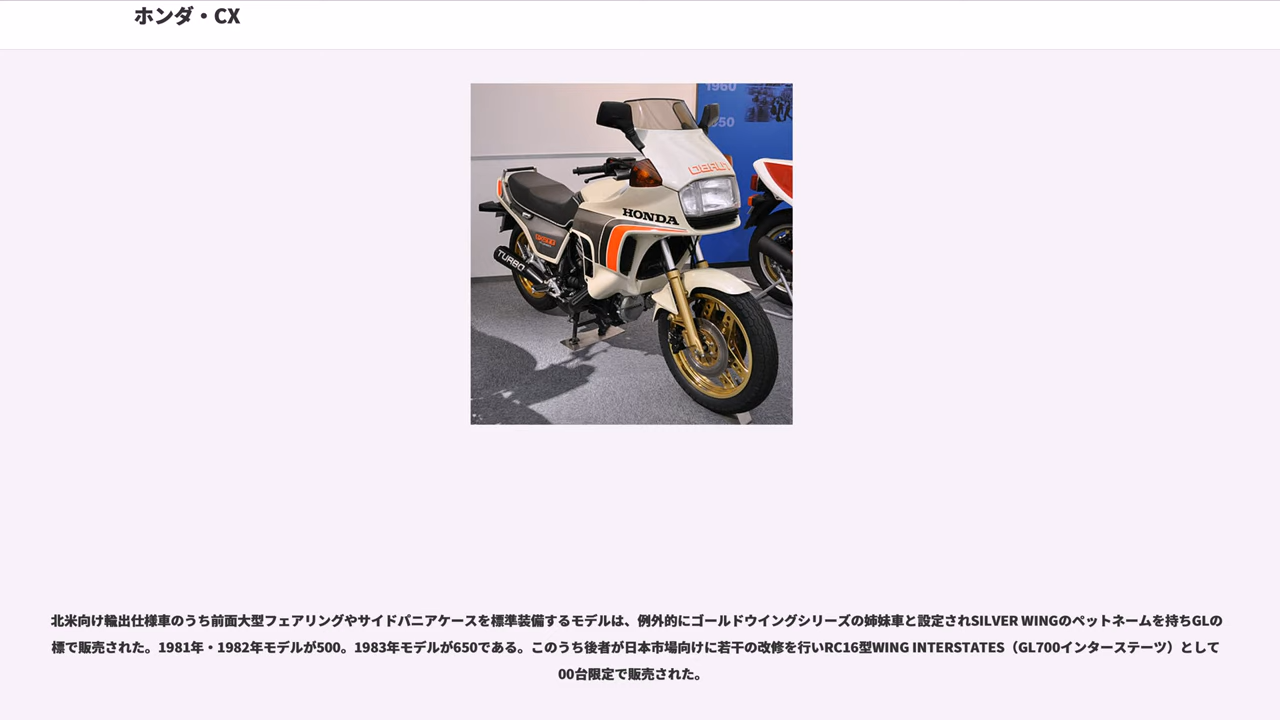 ホンダ・CX
1960
HONDA
TURBO
北米向け輸出仕様車のうち前面大型フェアリングやサイドパニアケースを標準装備するモデルは、例外的にゴールドウイングシリーズの姉妹車と設定されSILVER WINGのペットネームを持ちGLの
標で販売された。1981年・1982年モデルが500。1983年モデルが650である。このうち後者が日本市場向けに若干の改修を行いRC16型WING INTERSTATES（GL700インターステーツ）として
00台限定で販売された。